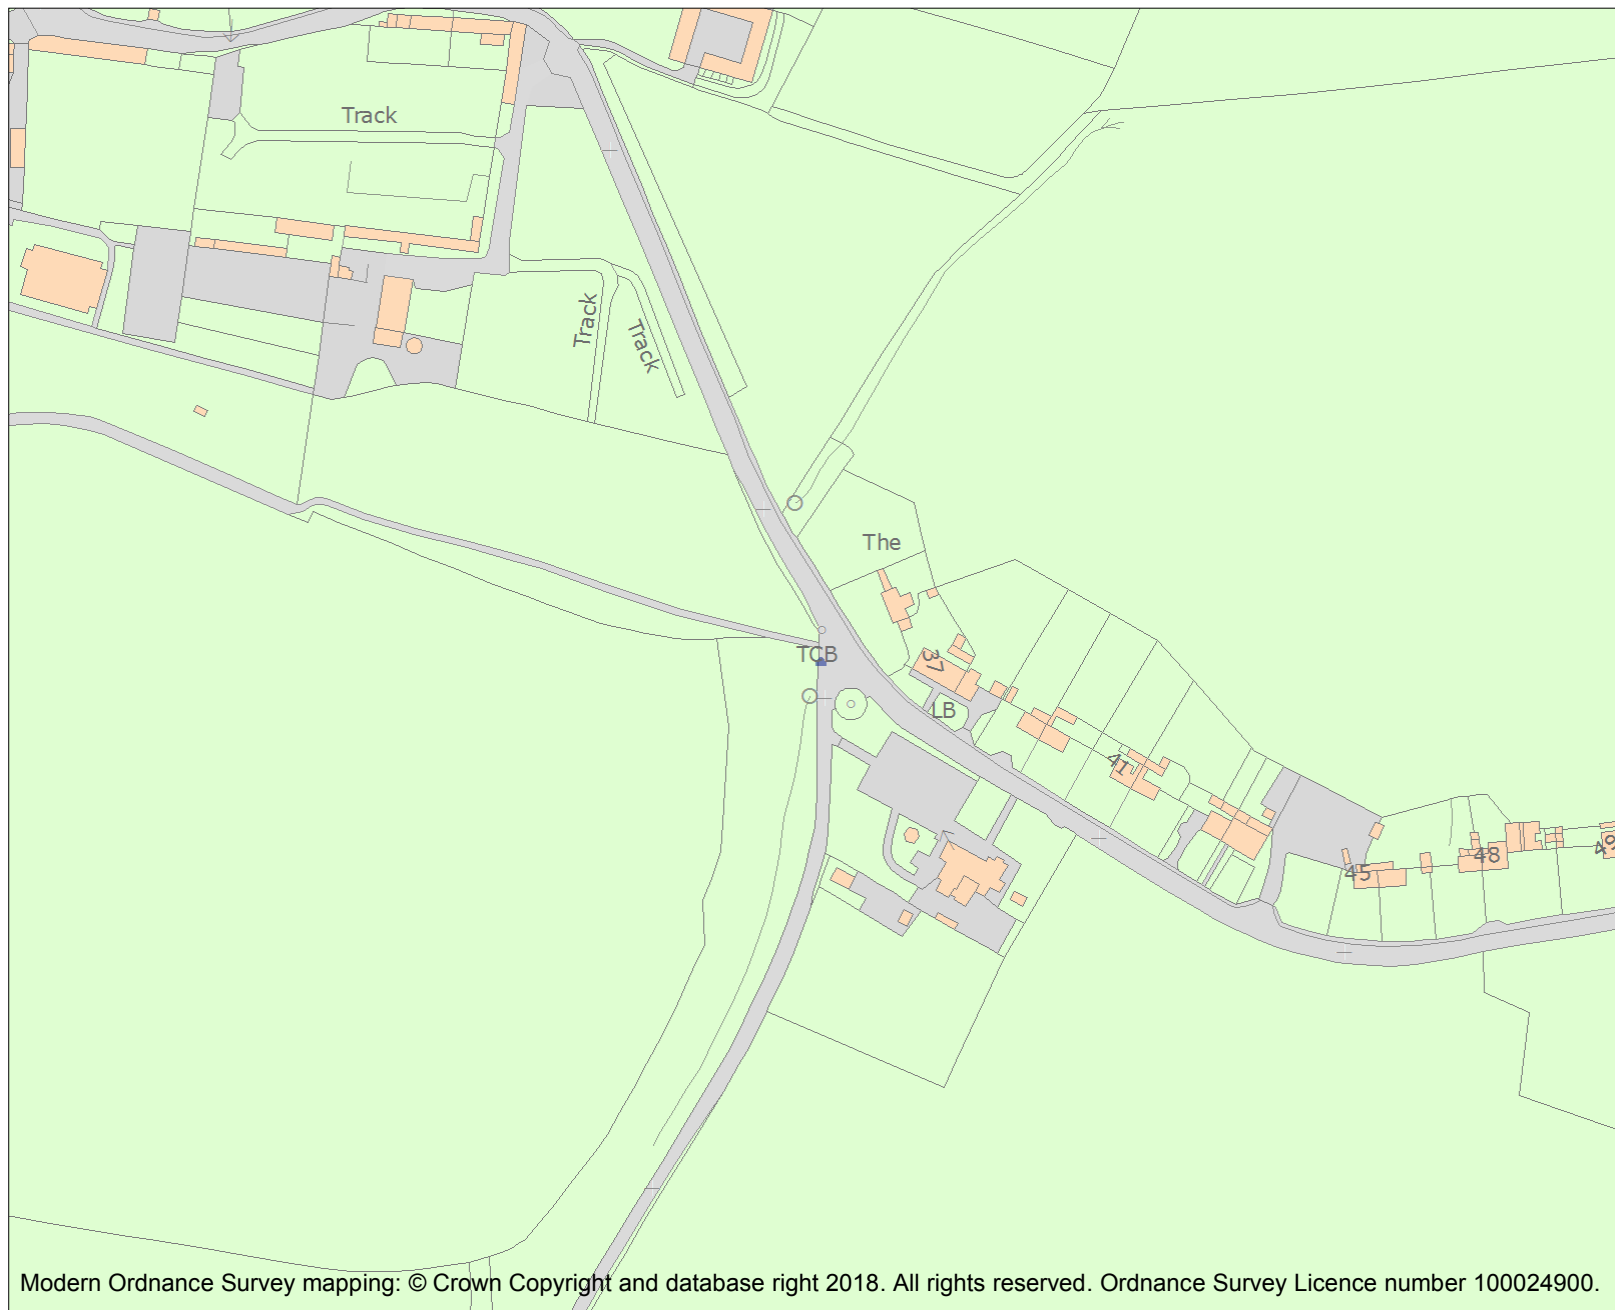 Track
Track
Track
The
TCB
37
LB
41
45
48
49
Modern Ordnance Survey mapping: © Crown Copyright and database right 2018. All rights reserved. Ordnance Survey Licence number 100024900.